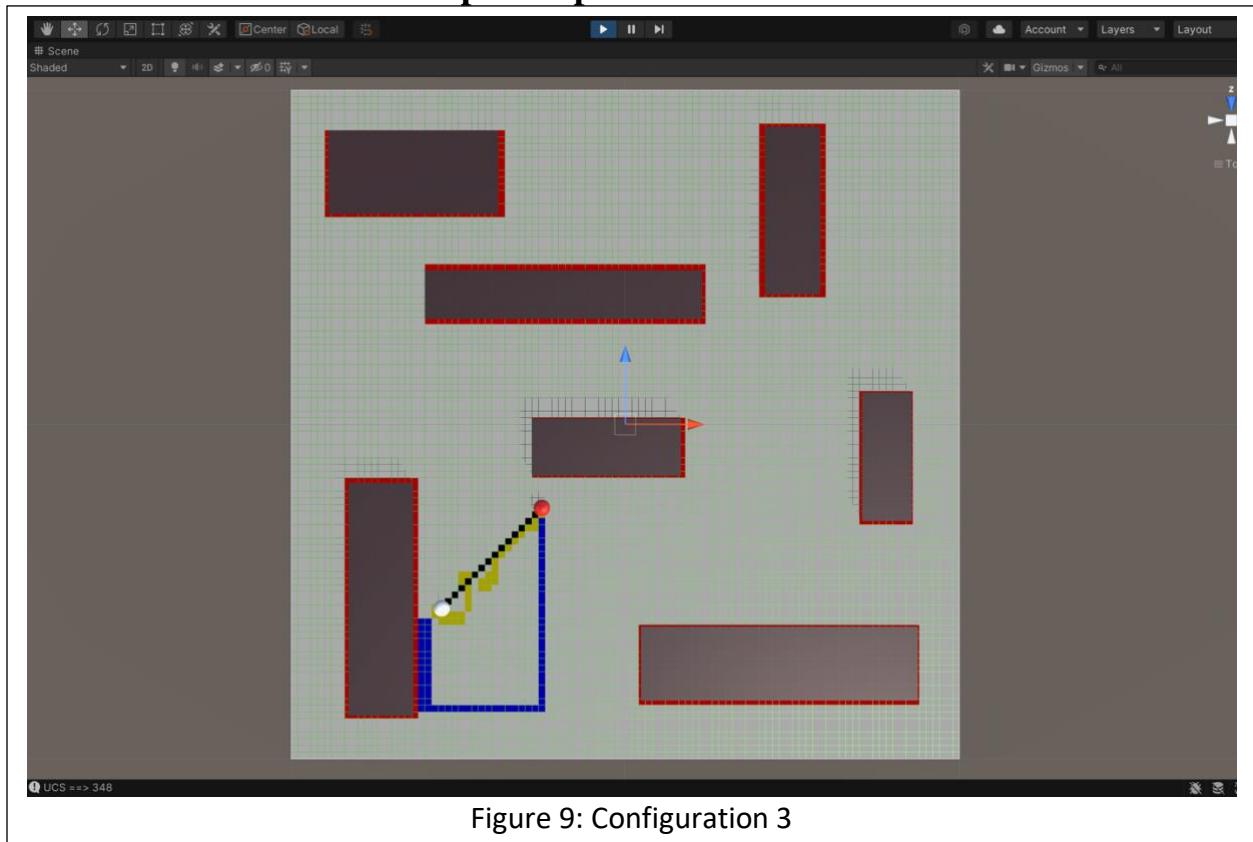 Center Local Account Layers Layout
# Scene
Shaded 2D 0 Gizmos All
z
UCS ==> 348
Figure 9: Configuration 3